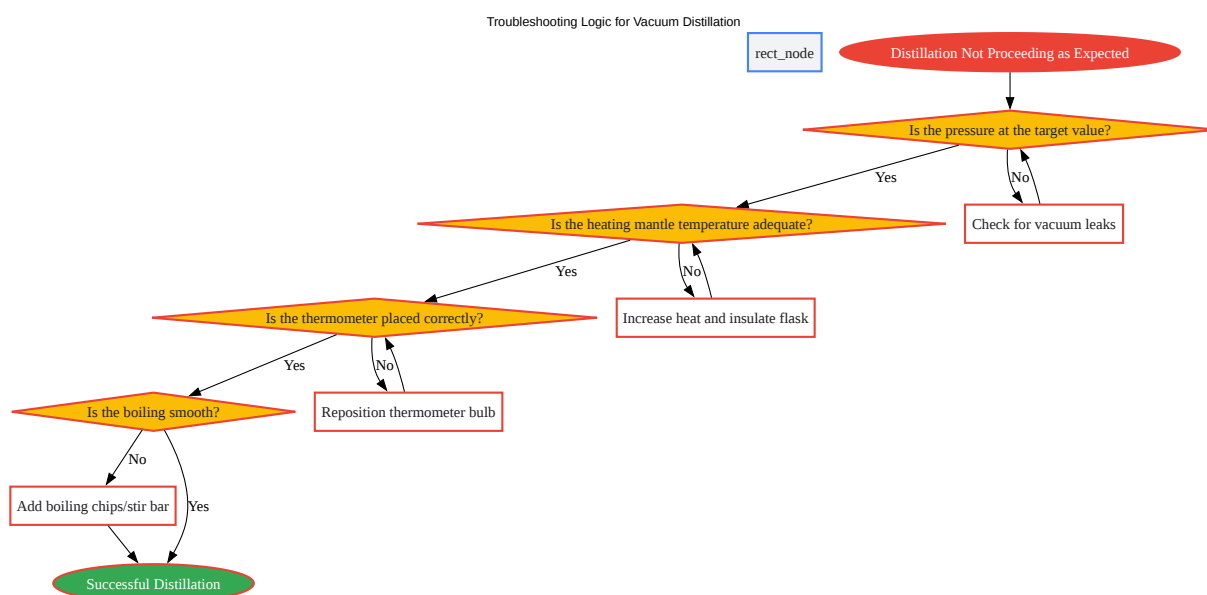 Troubleshooting Logic for Vacuum Distillation
rect_node
Distillation Not Proceeding as Expected
Is the pressure at the target value?
Yes
No
Is the heating mantle temperature adequate?
Check for vacuum leaks
Yes
No
Is the thermometer placed correctly?
Increase heat and insulate flask
Yes
No
Is the boiling smooth?
Reposition thermometer bulb
No
Add boiling chips/stir bar
Yes
Successful Distillation